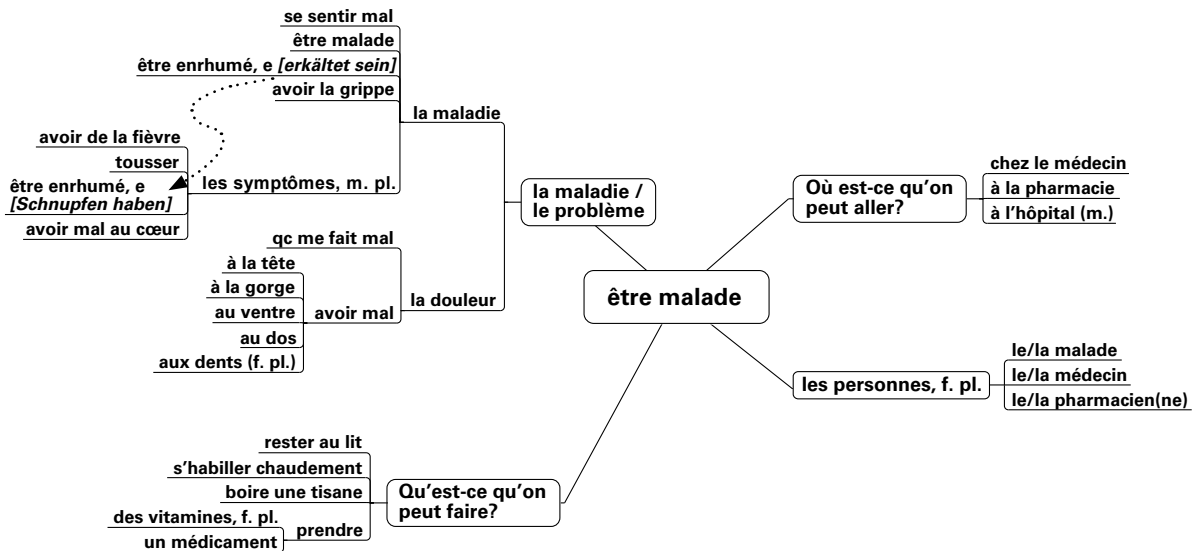 être malade
la maladie /
le problème
la maladie
se sentir mal
être malade
être enrhumé, e [erkältet sein]
avoir la grippe
les symptômes, m. pl.
avoir de la fièvre
tousser
être enrhumé, e
[Schnupfen haben]
avoir mal au cœur
la douleur
qc me fait mal
avoir mal
à la tête
à la gorge
au ventre
au dos
aux dents (f. pl.)
Où est-ce qu'on
peut aller?
chez le médecin
à la pharmacie
à l'hôpital (m.)
les personnes, f. pl.
le/la malade
le/la médecin
le/la pharmacien(ne)
Qu'est-ce qu'on
peut faire?
rester au lit
s'habiller chaudement
boire une tisane
prendre
des vitamines, f. pl.
un médicament